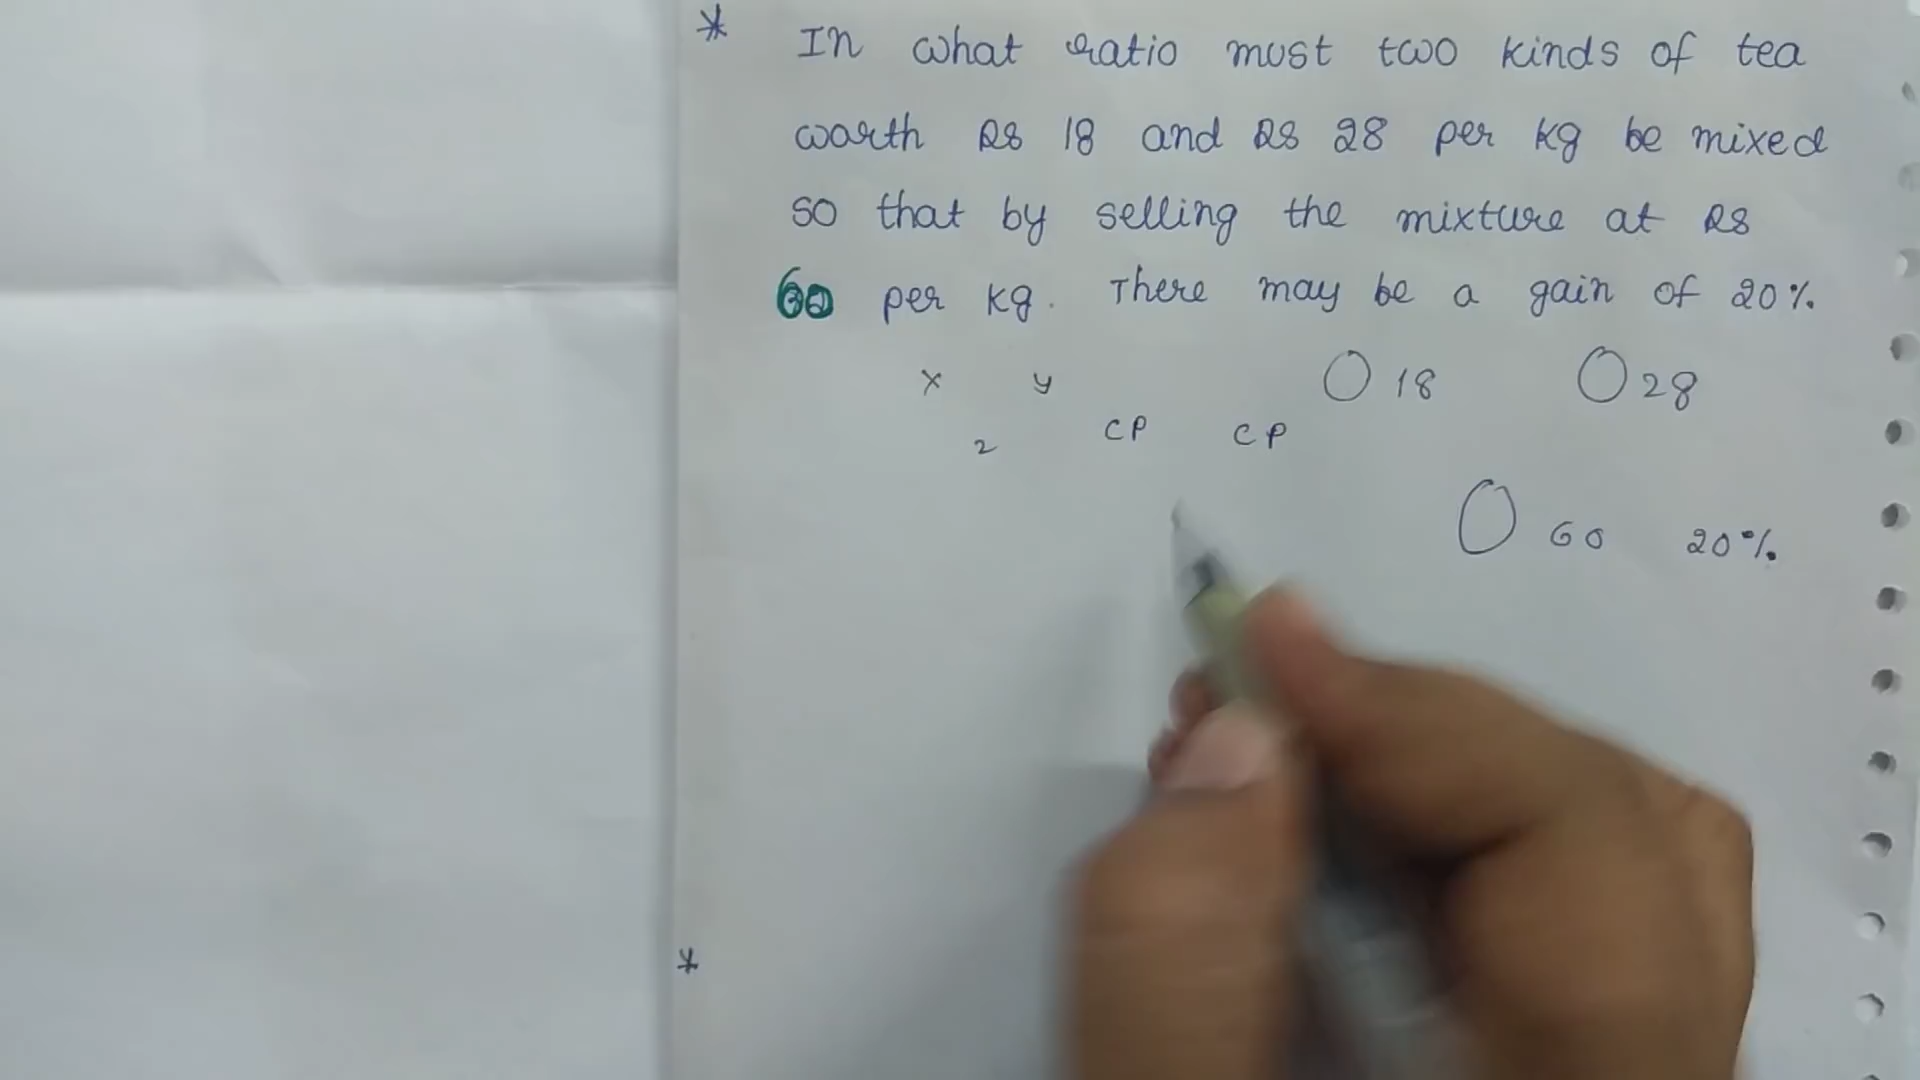 * In what ratio must two kinds of tea
worth Rs 18 and Rs 28 per kg be mixed
so that by selling the mixture at Rs
60 per kg. There may be a gain of 20%.
x y O 18 O 28
2 CP CP
O 60 20%.
*